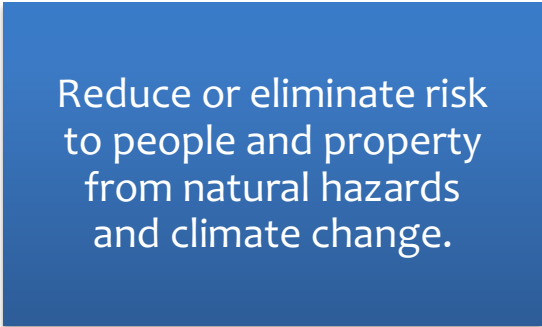 Reduce or eliminate risk
to people and property
from natural hazards
and climate change.